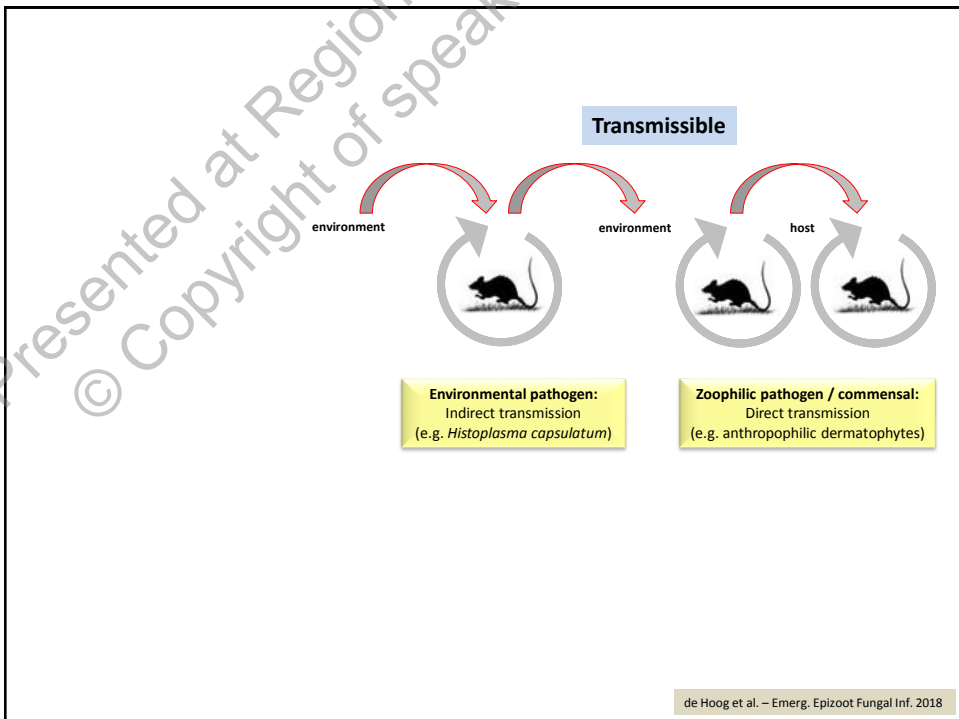 Presented at Region
© Copyright of speak
Transmissible
environment
environment
host
Environmental pathogen:
Indirect transmission
(e.g. Histoplasma capsulatum)
Zoophilic pathogen / commensal:
Direct transmission
(e.g. anthropophilic dermatophytes)
de Hoog et al. – Emerg. Epizoot Fungal Inf. 2018